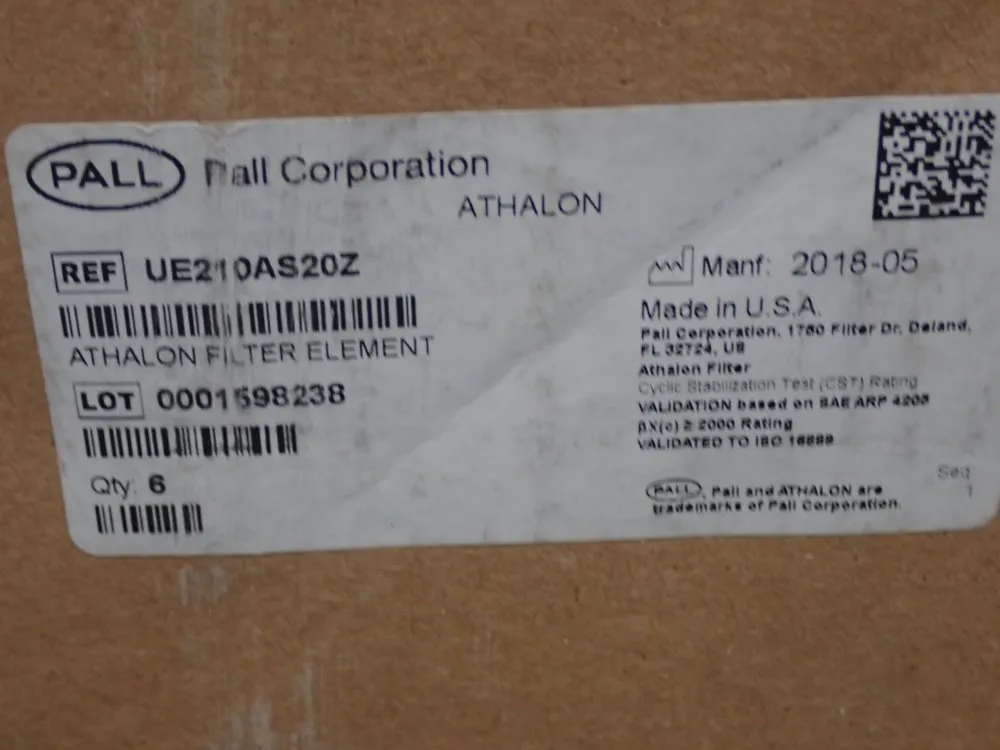 PALL Pall Corporation
ATHALON
REF UE210AS20Z
ATHALON FILTER ELEMENT
LOT 0001598238
Qty: 6
Manf: 2018-05
Made in U.S.A.
Pall Corporation, 1750 Filter Dr, Deland,
FL 32724, US
Athalon Filter
Cyclic Stabilization Test (CST) Rating
VALIDATION based on SAE ARP 4205
βX(c) ≥ 2000 Rating
VALIDATED TO ISO 16889
PALL, Pall and ATHALON are
trademarks of Pall Corporation.
Seq
1